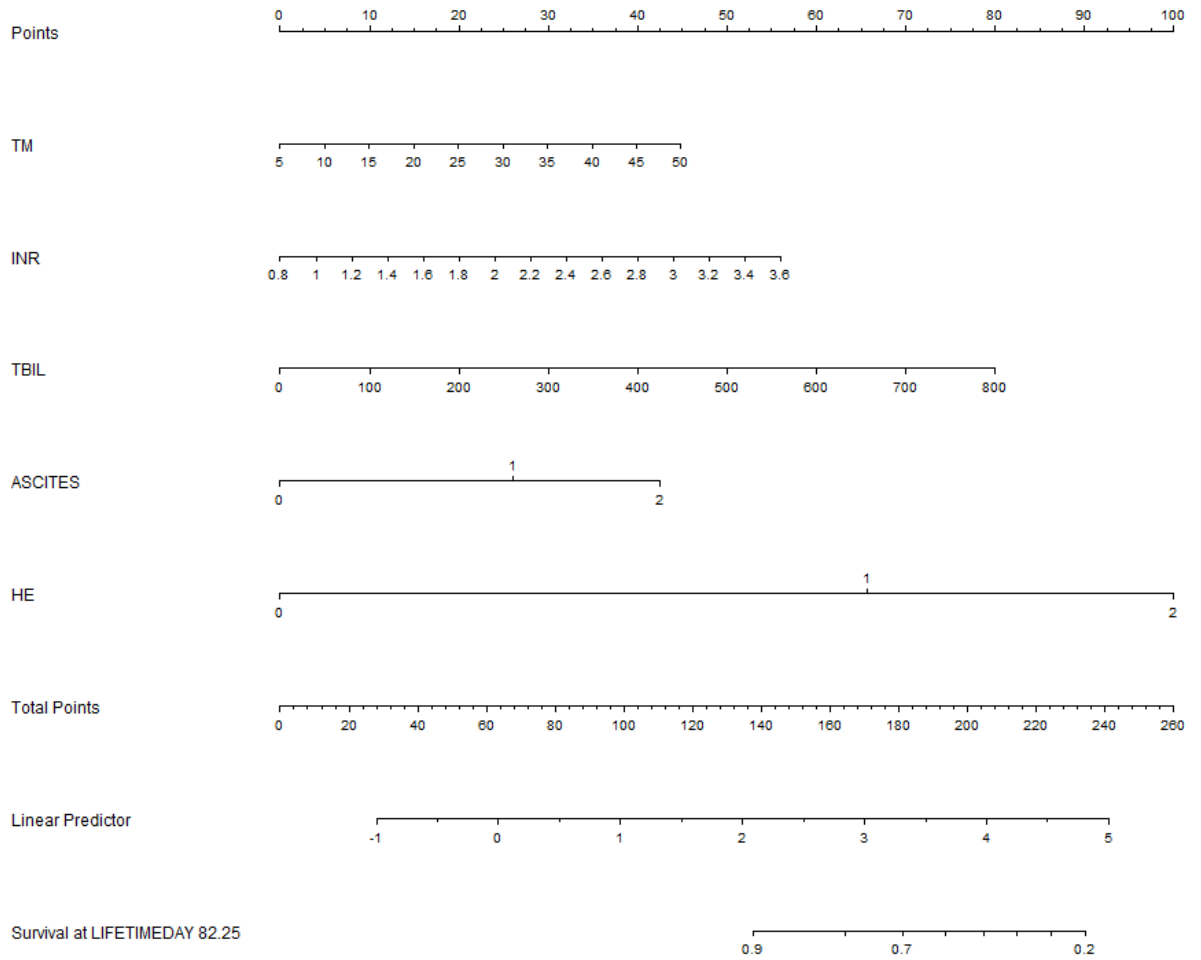 0 10 20 30 40 50 60 70 80 90 100
Points
TM
5 10 15 20 25 30 35 40 45 50
INR
0.8 1 1.2 1.4 1.6 1.8 2 2.2 2.4 2.6 2.8 3 3.2 3.4 3.6
TBIL
0 100 200 300 400 500 600 700 800
1
ASCITES
0 2
1
HE
0 2
Total Points
0 20 40 60 80 100 120 140 160 180 200 220 240 260
Linear Predictor
-1 0 1 2 3 4 5
Survival at LIFETIMEDAY 82.25
0.9 0.7 0.2